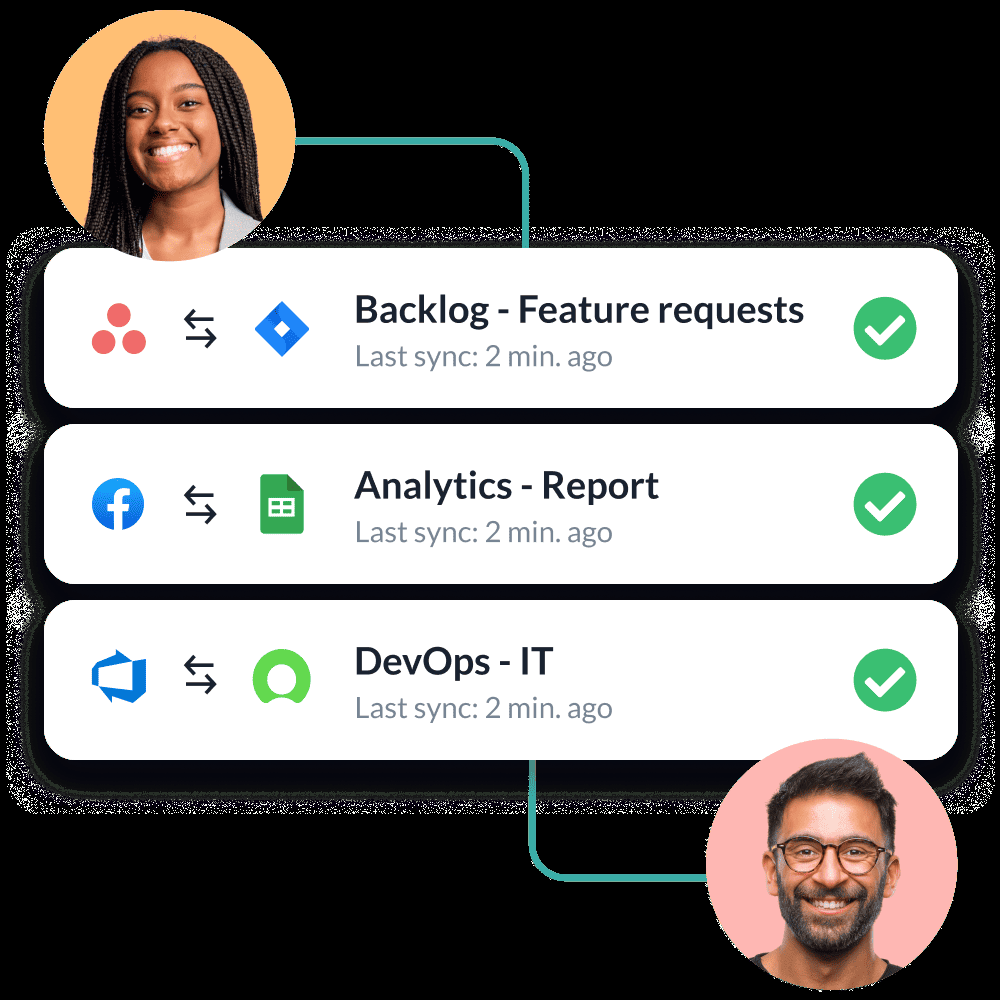 Backlog - Feature requests
Last sync: 2 min. ago
Analytics - Report
Last sync: 2 min. ago
DevOps - IT
Last sync: 2 min. ago